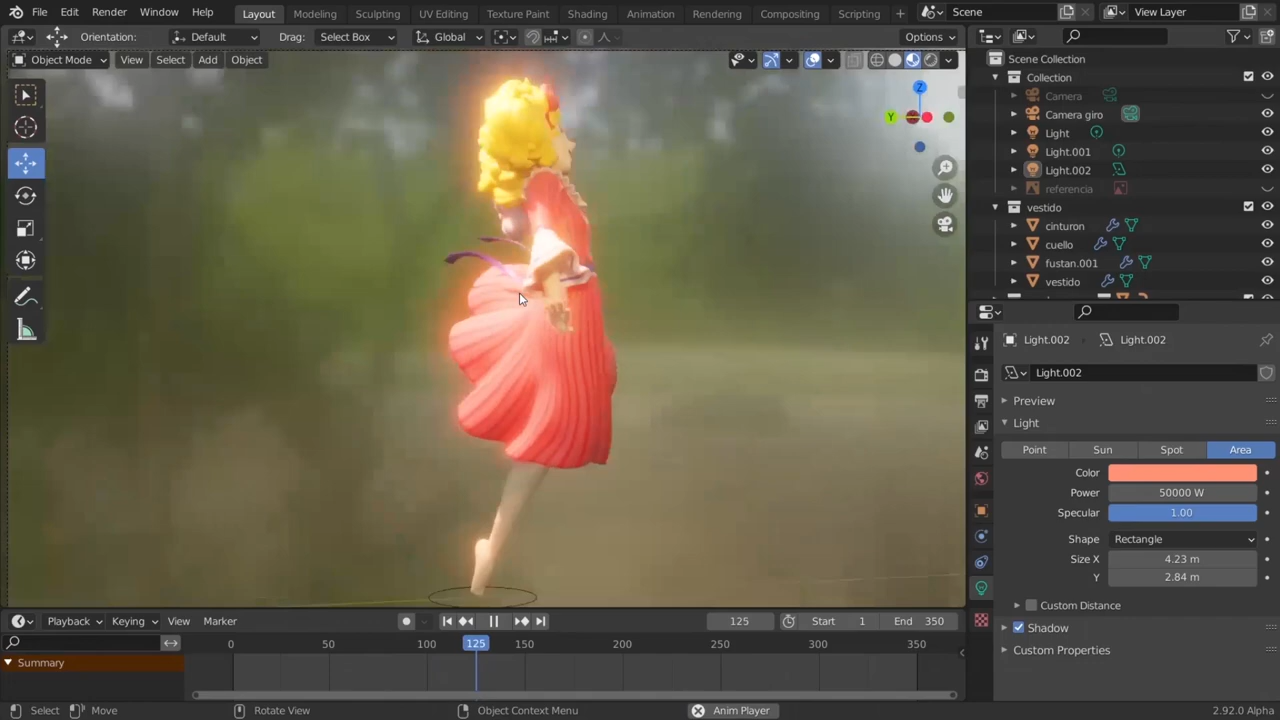 File Edit Render Window Help Layout Modeling Sculpting UV Editing Texture Paint Shading Animation Rendering Compositing Scripting + Scene View Layer
Orientation: Default Drag: Select Box Global Options
Object Mode View Select Add Object
Z
Y
Scene Collection
Collection
Camera
Camera giro
Light
Light.001
Light.002
referencia
vestido
cinturon
cuello
fustan.001
vestido
Light.002 Light.002
Light.002
Preview
Light
Point Sun Spot Area
Color
Power 50000 W
Specular 1.00
Shape Rectangle
Size X 4.23 m
Y 2.84 m
Custom Distance
Shadow
Custom Properties
Playback Keying View Marker 125 Start 1 End 350
0 50 100 125 150 200 250 300 350
Summary
Select Move Rotate View Object Context Menu Anim Player 2.92.0 Alpha